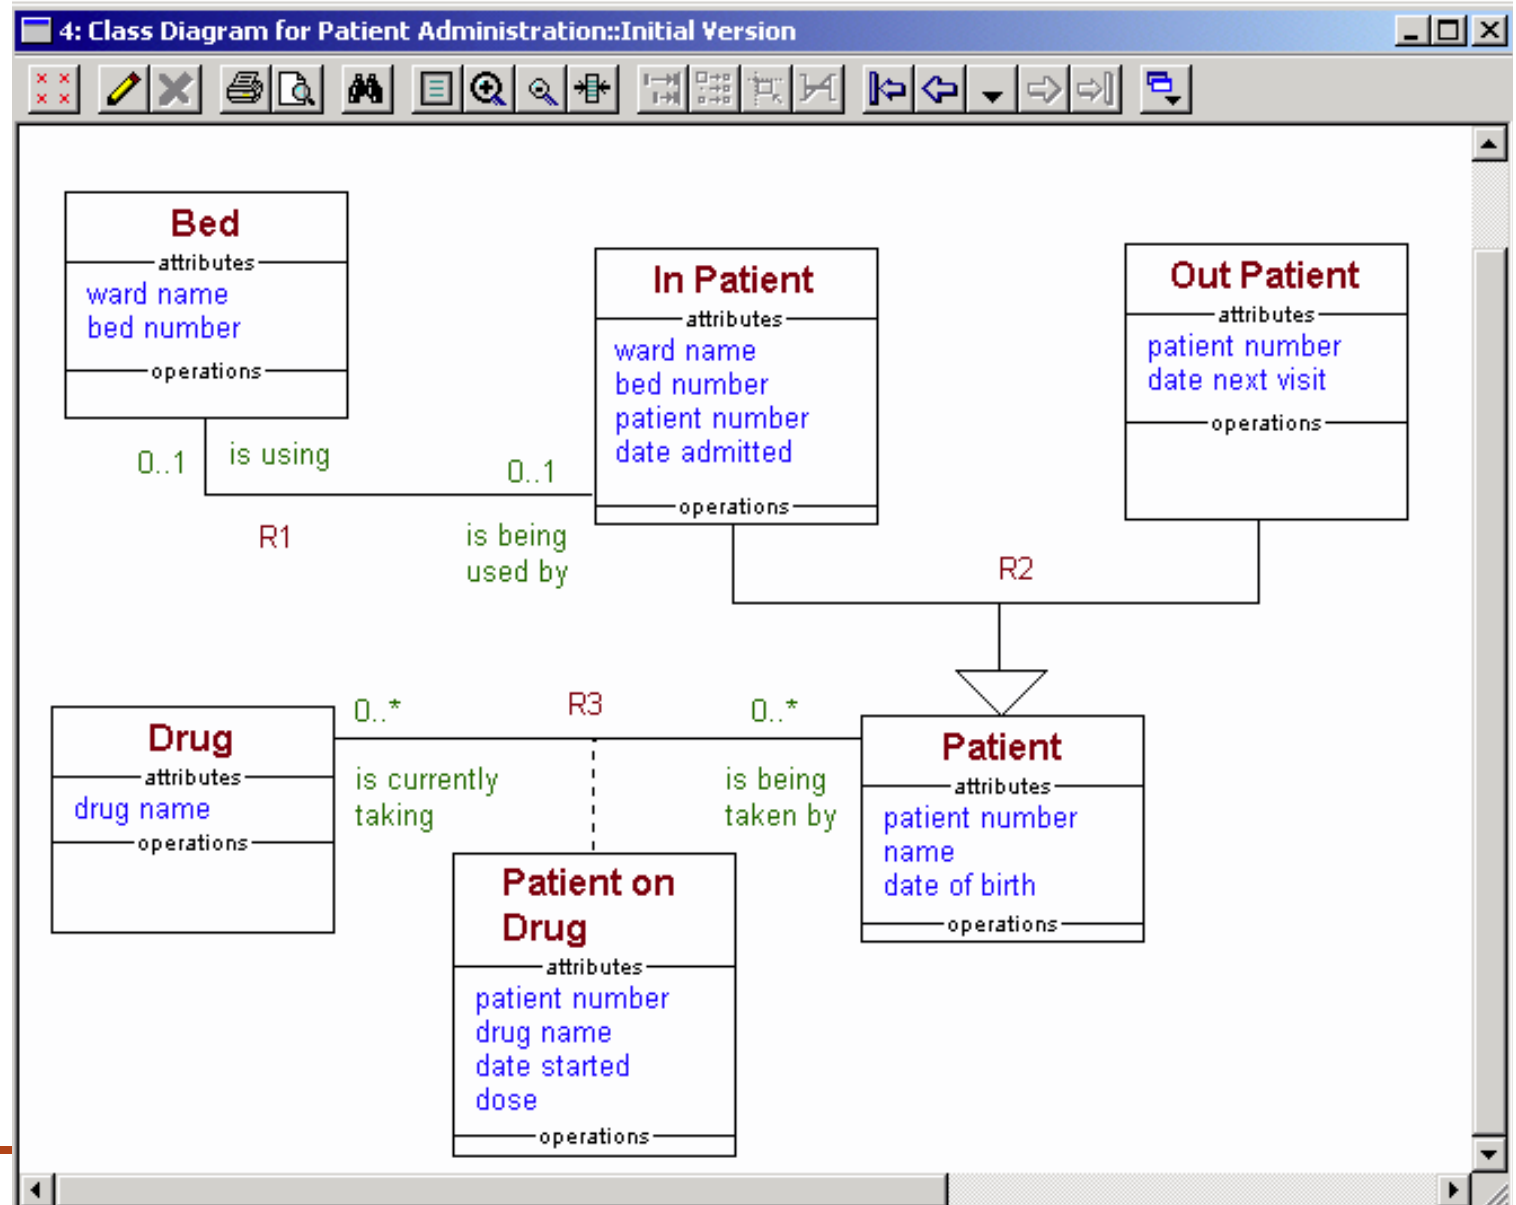 4: Class Diagram for Patient Administration::Initial Version
Bed
attributes
ward name
bed number
operations
In Patient
attributes
ward name
bed number
patient number
date admitted
operations
Out Patient
attributes
patient number
date next visit
operations
0..1
is using
0..1
R1
is being
used by
R2
Drug
attributes
drug name
operations
0..*
R3
0..*
is currently
taking
is being
taken by
Patient
attributes
patient number
name
date of birth
operations
Patient on
Drug
attributes
patient number
drug name
date started
dose
operations